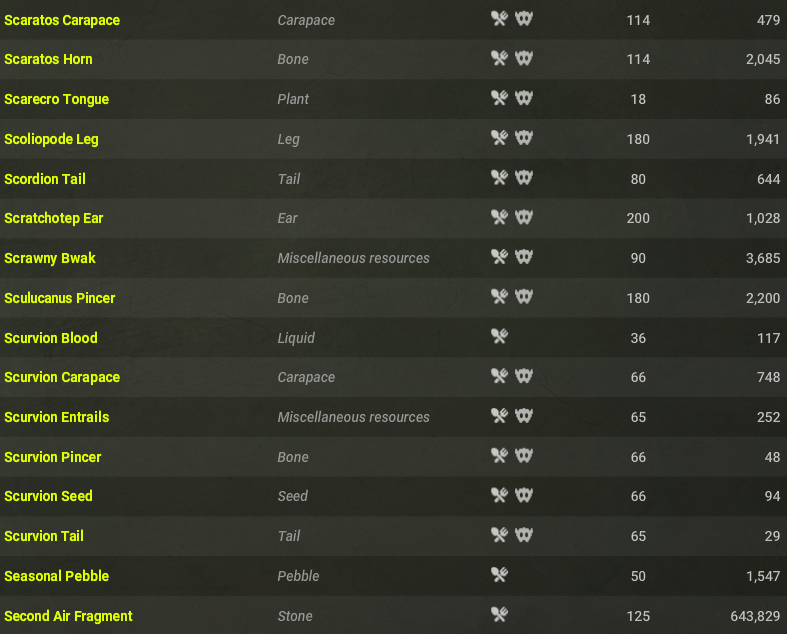 Scaratos Carapace Carapace 114 479
Scaratos Horn Bone 114 2,045
Scarecro Tongue Plant 18 86
Scoliopode Leg Leg 180 1,941
Scordion Tail Tail 80 644
Scratchotep Ear Ear 200 1,028
Scrawny Bwak Miscellaneous resources 90 3,685
Sculucanus Pincer Bone 180 2,200
Scurvion Blood Liquid 36 117
Scurvion Carapace Carapace 66 748
Scurvion Entrails Miscellaneous resources 65 252
Scurvion Pincer Bone 66 48
Scurvion Seed Seed 66 94
Scurvion Tail Tail 65 29
Seasonal Pebble Pebble 50 1,547
Second Air Fragment Stone 125 643,829